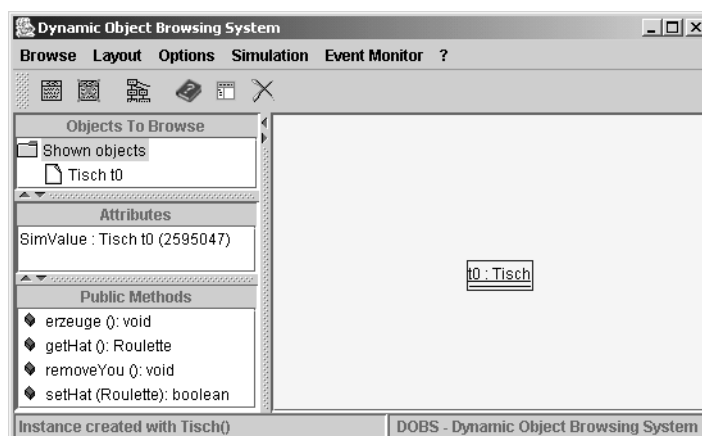 Dynamic Object Browsing System
Browse Layout Options Simulation Event Monitor ?
Objects To Browse
Shown objects
Tisch t0
Attributes
SimValue : Tisch t0 (2595047)
Public Methods
erzeuge (): void
getHat (): Roulette
removeYou (): void
setHat (Roulette): boolean
t0 : Tisch
Instance created with Tisch()
DOBS - Dynamic Object Browsing System